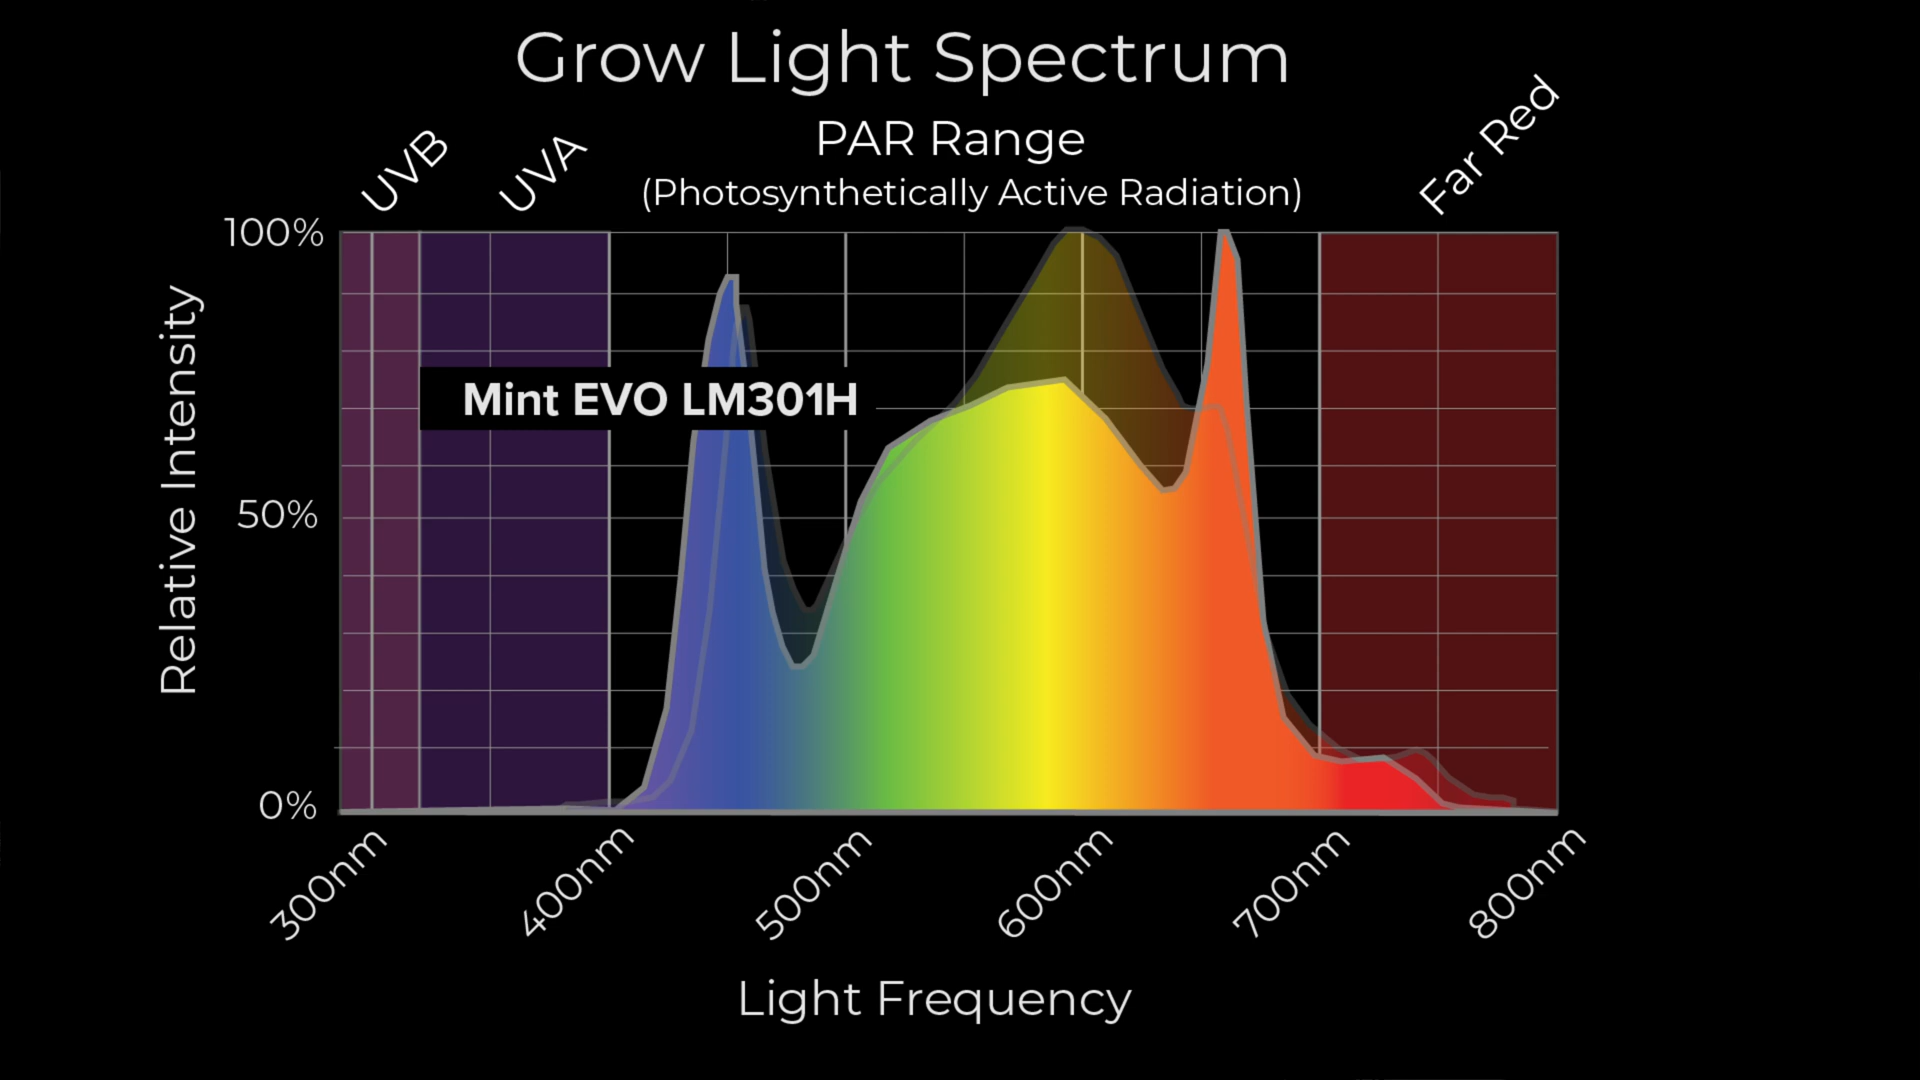 Grow Light Spectrum
PAR Range
(Photosynthetically Active Radiation)
UVB
UVA
Far Red
100%
50%
0%
Relative Intensity
Mint EVO LM301H
300nm
400nm
500nm
600nm
700nm
800nm
Light Frequency